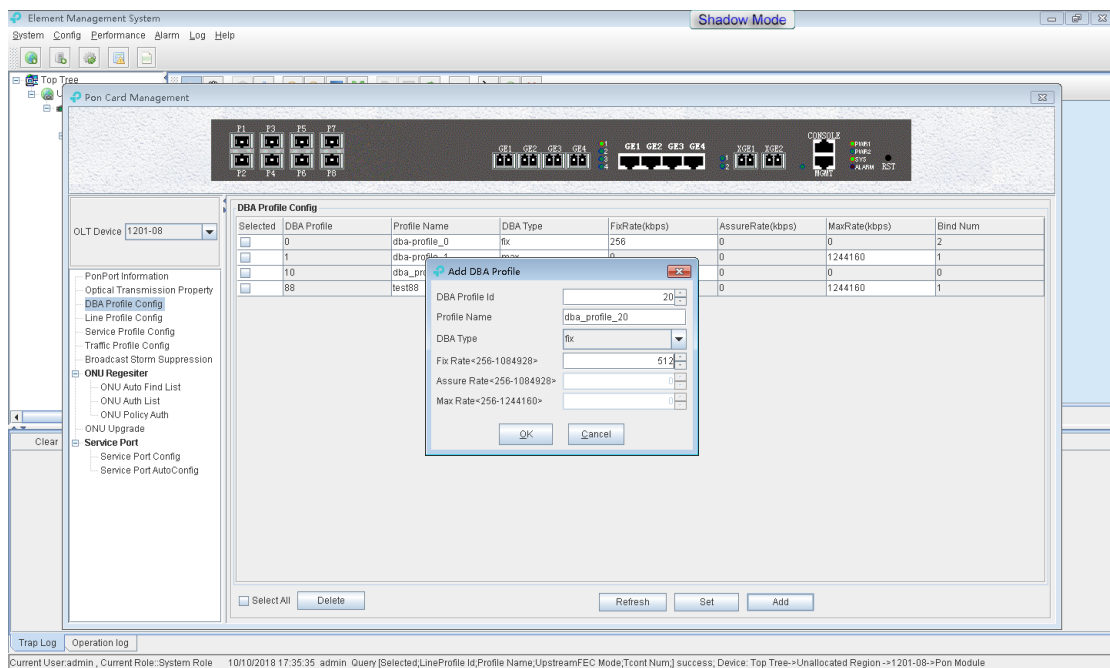 Element Management System
Shadow Mode
System Config Performance Alarm Log Help
Top Tree
Pon Card Management
P1 P3 P5 P7
P2 P4 P6 P8
GE1 GE2 GE3 GE4
1
2
3
4
GE1 GE2 GE3 GE4
1
2
XGE1 XGE2
CONSOLE
MGMT
PWR1
PWR2
SYS
ALARM
RST
OLT Device 1201-08
PonPort Information
Optical Transmission Property
DBA Profile Config
Line Profile Config
Service Profile Config
Traffic Profile Config
Broadcast Storm Suppression
ONU Regesiter
ONU Auto Find List
ONU Auth List
ONU Policy Auth
ONU Upgrade
Service Port
Service Port Config
Service Port AutoConfig
DBA Profile Config
Selected DBA Profile Profile Name DBA Type FixRate(kbps) AssureRate(kbps) MaxRate(kbps) Bind Num
0 dba-profile_0 fix 256 0 0 2
1 dba-profile_1 max 0 0 1244160 1
10 dba_pro 0 0 0
88 test88 0 1244160 1
Add DBA Profile
DBA Profile Id 20
Profile Name dba_profile_20
DBA Type fix
Fix Rate<256-1084928> 512
Assure Rate<256-1084928> 0
Max Rate<256-1244160> 0
OK Cancel
Select All Delete Refresh Set Add
Clear
Trap Log Operation log
Current User:admin , Current Role::System Role 10/10/2018 17:35:35 admin Query [Selected;LineProfile Id;Profile Name;UpstreamFEC Mode;Tcont Num;] success; Device: Top Tree->Unallocated Region ->1201-08->Pon Module